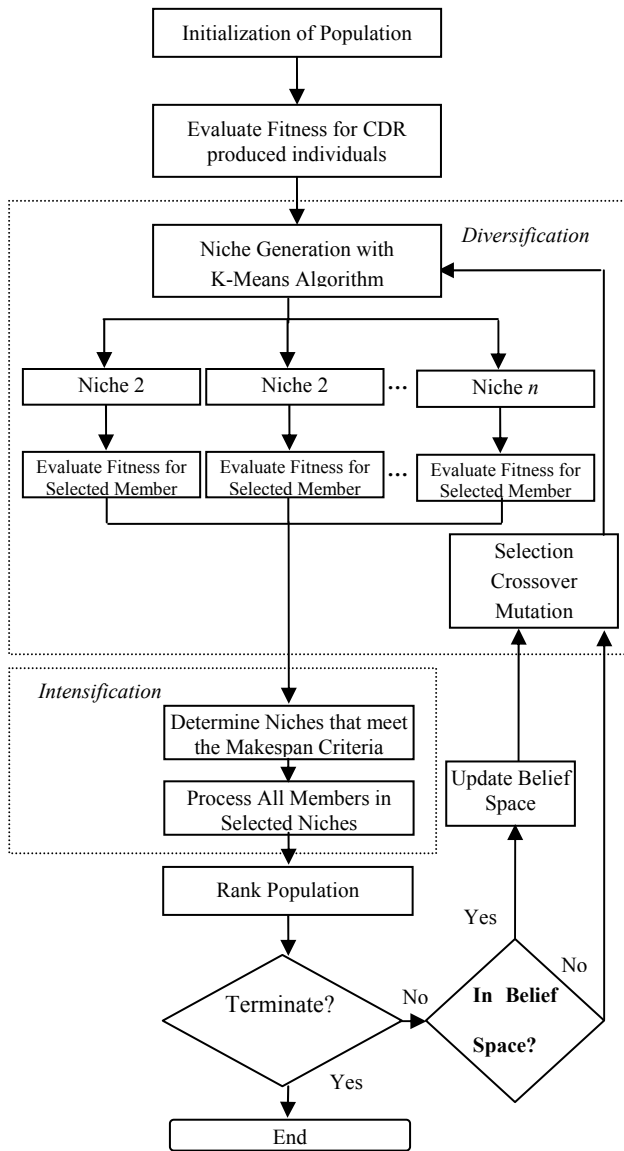 Initialization of Population
Evaluate Fitness for CDR
produced individuals
Diversification
Niche Generation with
K-Means Algorithm
Niche 2
Niche 2
...
Niche n
Evaluate Fitness for
Selected Member
Evaluate Fitness for
Selected Member
...
Evaluate Fitness for
Selected Member
Selection
Crossover
Mutation
Intensification
Determine Niches that meet
the Makespan Criteria
Process All Members in
Selected Niches
Update Belief
Space
Rank Population
Yes
No
Terminate?
No
In Belief
Space?
Yes
End